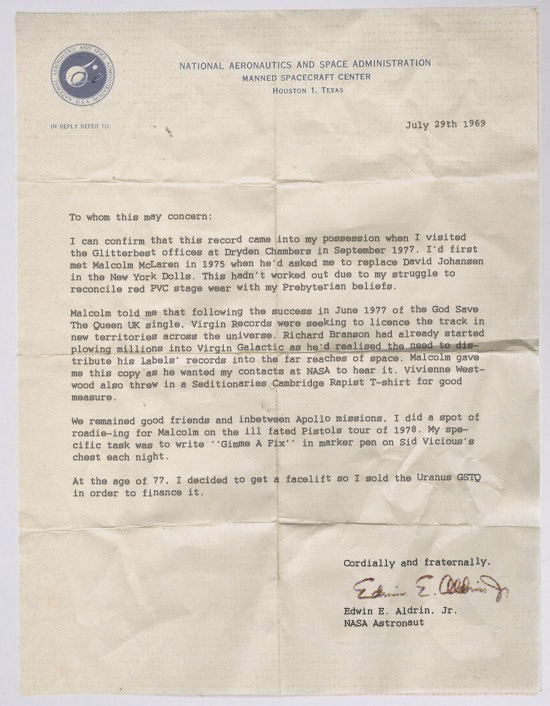 NATIONAL AERONAUTICS AND SPACE ADMINISTRATION
MANNED SPACECRAFT CENTER
HOUSTON 1, TEXAS
IN REPLY REFER TO
July 29th 1969
To whom this may concern:
I can confirm that this record came into my possession when I visited
the Glitterbest offices at Dryden Chambers in September 1977. I'd first
met Malcolm McLaren in 1975 when he'd asked me to replace David Johansen
in the New York Dolls. This hadn't worked out due to my struggle to
reconcile red PVC stage wear with my Prebyterian beliefs.
Malcolm told me that following the success in June 1977 of the God Save
The Queen UK single, Virgin Records were seeking to licence the track in
new territories across the universe. Richard Branson had already started
plowing millions into Virgin Galactic as he'd realised the need to dis-
tribute his labels' records into the far reaches of space. Malcolm gave
me this copy as he wanted my contacts at NASA to hear it. Vivienne West-
wood also threw in a Seditionaries Cambridge Rapist T-shirt for good
measure.
We remained good friends and inbetween Apollo missions, I did a spot of
roadie-ing for Malcolm on the ill fated Pistols tour of 1978. My spe-
cific task was to write ''Gimme A Fix'' in marker pen on Sid Vicious's
chest each night.
At the age of 77, I decided to get a facelift so I sold the Uranus GSTQ
in order to finance it.
Cordially and fraternally.
Edwin E. Aldrin Jr
Edwin E. Aldrin, Jr.
NASA Astronaut